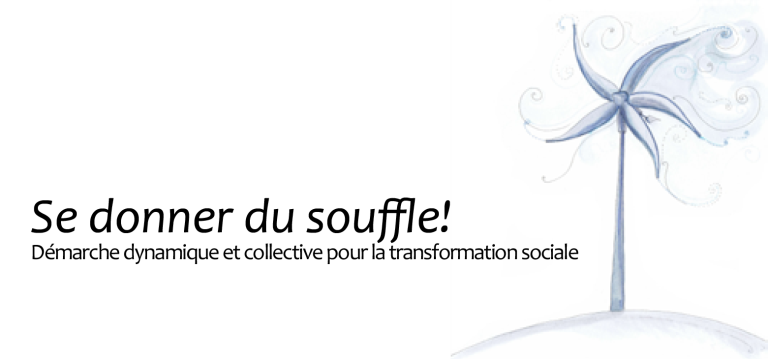 Se donner du souffle!
Démarche dynamique et collective pour la transformation sociale